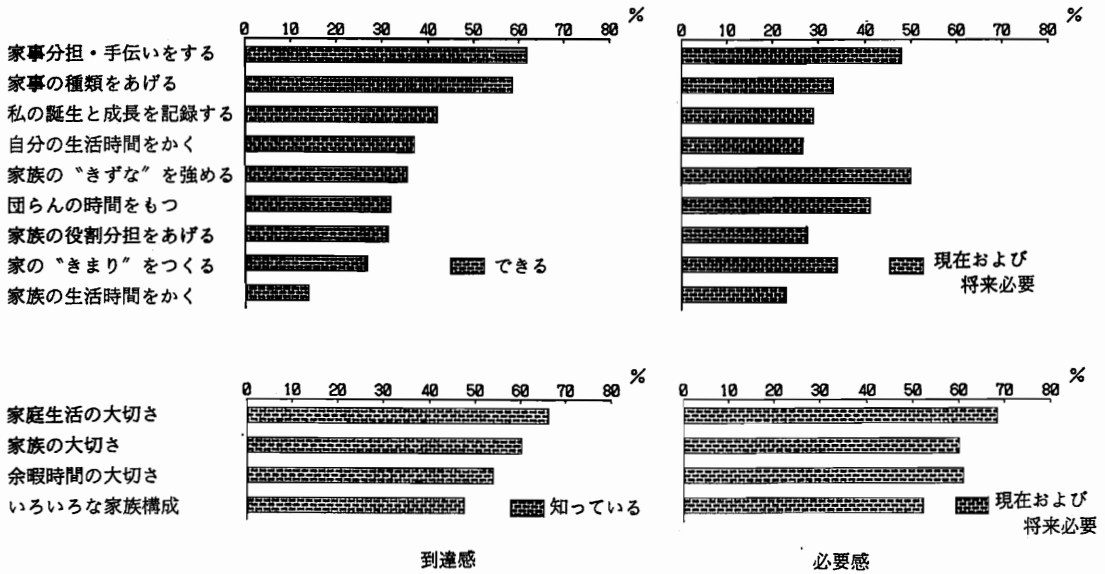 %
0 10 20 30 40 50 60 70 80
%
0 10 20 30 40 50 60 70 80
家事分担・手伝いをする
家事の種類をあげる
私の誕生と成長を記録する
自分の生活時間をかく
家族の〝きずな〟を強める
団らんの時間をもつ
家族の役割分担をあげる
家の〝きまり〟をつくる
家族の生活時間をかく
できる
現在および
将来必要
%
0 10 20 30 40 50 60 70 80
%
0 10 20 30 40 50 60 70 80
家庭生活の大切さ
家族の大切さ
余暇時間の大切さ
いろいろな家族構成
知っている
現在および
将来必要
到達感
必要感